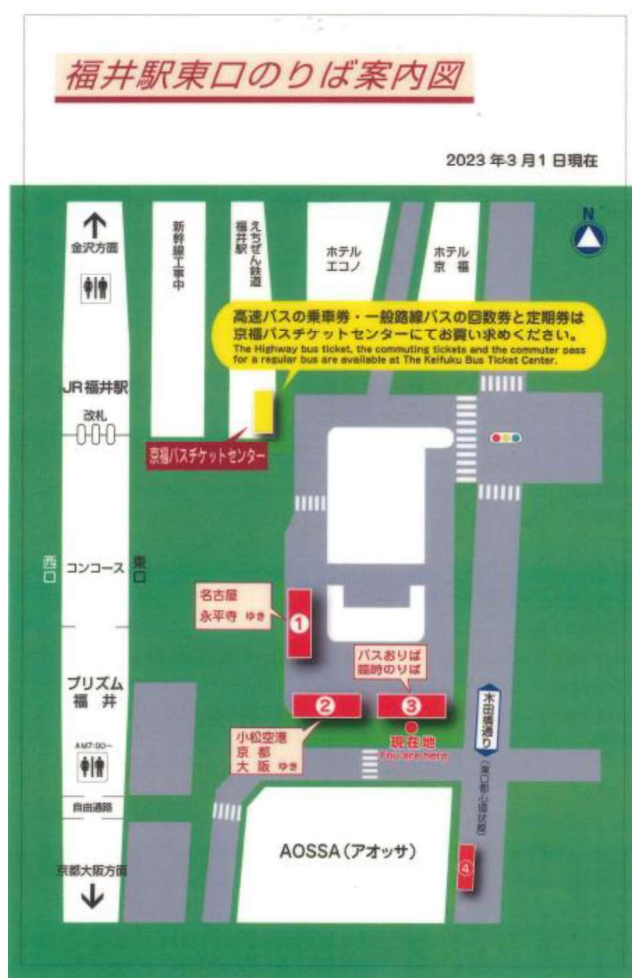 福井駅東口のりば案内図
2023年3月1日現在
金沢方面
新幹線工事中
えちぜん鉄道
福井駅
ホテル
エコノ
ホテル
京福
N
高速バスの乗車券・一般路線バスの回数券と定期券は
京福バスチケットセンターにてお買い求めください。
The Highway bus ticket, the commuting tickets and the commuter pass
for a regular bus are available at The Keifuku Bus Ticket Center.
JR福井駅
改札
京福バスチケットセンター
西口
コンコース
東口
名古屋
永平寺 ゆき
①
バスおりば
臨時のりば
②
③
小松空港
京都
大阪 ゆき
現在地
You are here
プリズム
福井
AM7:00~
自由通路
木田橋通り
(東口都心環状線)
京都大阪方面
AOSSA(アオッサ)
④